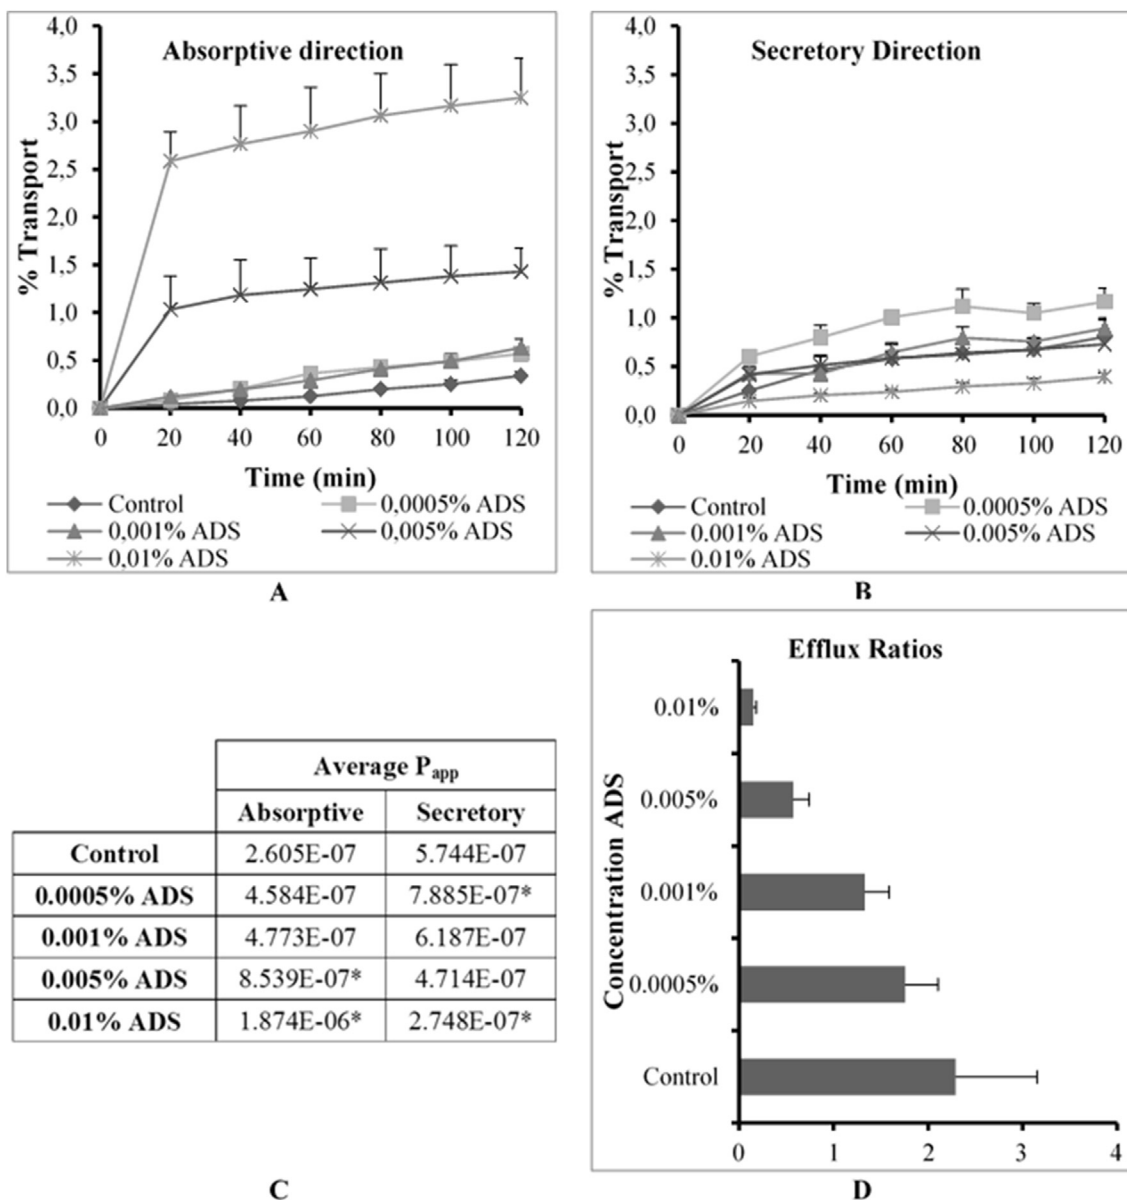 Absorptive direction
% Transport
4,0
3,5
3,0
2,5
2,0
1,5
1,0
0,5
0,0
0 20 40 60 80 100 120
Time (min)
Control 0,0005% ADS
0,001% ADS 0,005% ADS
0,01% ADS
A
Secretory Direction
% Transport
4,0
3,5
3,0
2,5
2,0
1,5
1,0
0,5
0,0
0 20 40 60 80 100 120
Time (min)
Control 0.0005% ADS
0.001% ADS 0.005% ADS
0.01% ADS
B
Average Papp
Absorptive Secretory
Control 2.605E-07 5.744E-07
0.0005% ADS 4.584E-07 7.885E-07*
0.001% ADS 4.773E-07 6.187E-07
0.005% ADS 8.539E-07* 4.714E-07
0.01% ADS 1.874E-06* 2.748E-07*
C
Efflux Ratios
Concentration ADS
0.01%
0.005%
0.001%
0.0005%
Control
0 1 2 3 4
D